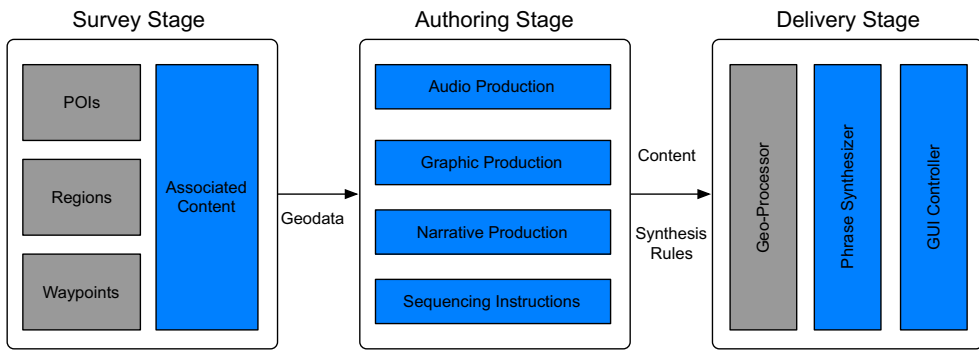 Survey Stage
POIs
Regions
Waypoints
Associated
Content
Geodata
Authoring Stage
Audio Production
Graphic Production
Narrative Production
Sequencing Instructions
Content
Synthesis
Rules
Delivery Stage
Geo-Processor
Phrase Synthesizer
GUI Controller